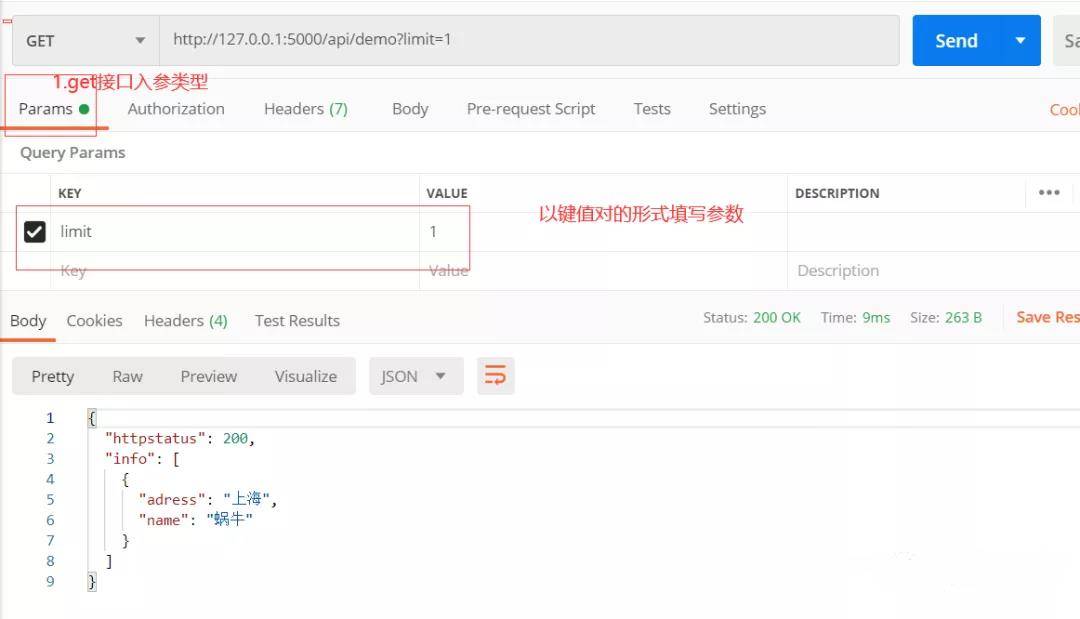 GET http://127.0.0.1:5000/api/demo?limit=1 Send Sa
1.get接口入参类型
Params Authorization Headers (7) Body Pre-request Script Tests Settings Cool
Query Params
KEY VALUE DESCRIPTION •••
以键值对的形式填写参数
limit 1
Key Value Description
Body Cookies Headers (4) Test Results Status: 200 OK Time: 9ms Size: 263 B Save Res
Pretty Raw Preview Visualize JSON
1 {
2 "httpstatus": 200,
3 "info": [
4 {
5 "adress": "上海",
6 "name": "蜗牛"
7 }
8 ]
9 }